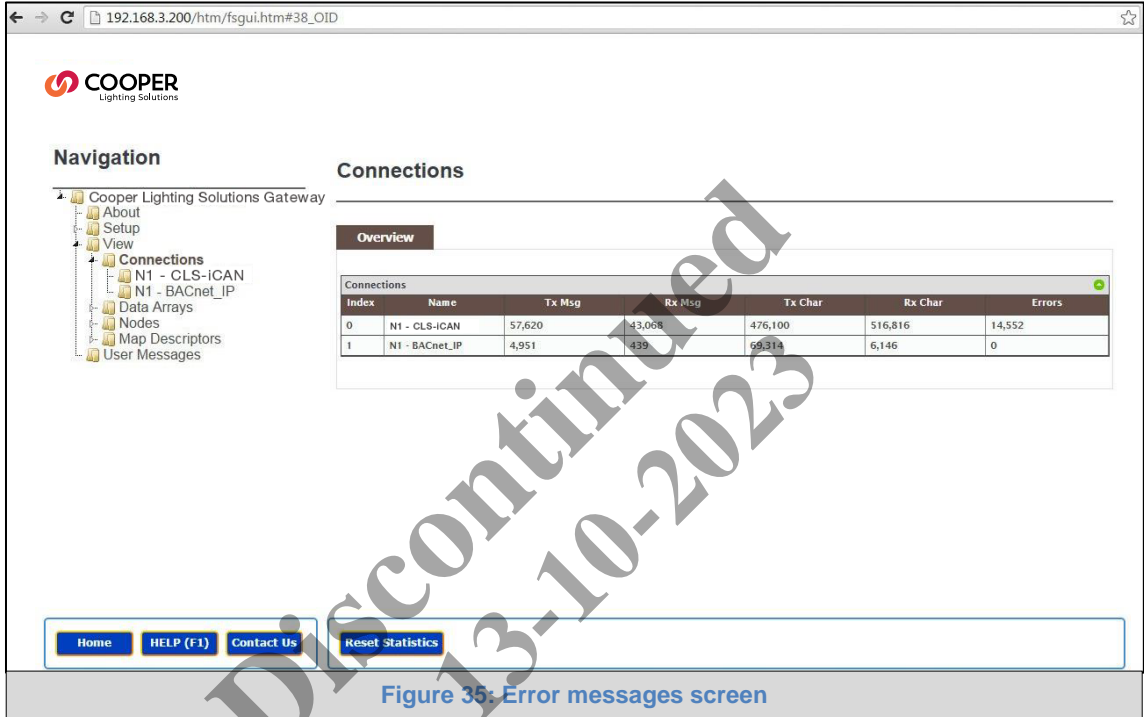 192.168.3.200/htm/fsgui.htm#38_OID
COOPER
Lighting Solutions
Navigation
Cooper Lighting Solutions Gateway
About
Setup
View
Connections
N1 - CLS-iCAN
N1 - BACnet_IP
Data Arrays
Nodes
Map Descriptors
User Messages
Connections
Overview
Connections
Index Name Tx Msg Rx Msg Tx Char Rx Char Errors
0 N1 - CLS-iCAN 57,620 43,068 476,100 516,816 14,552
1 N1 - BACnet_IP 4,951 439 69,314 6,146 0
Discontinued
13-10-2023
Home HELP (F1) Contact Us Reset Statistics
Figure 35: Error messages screen